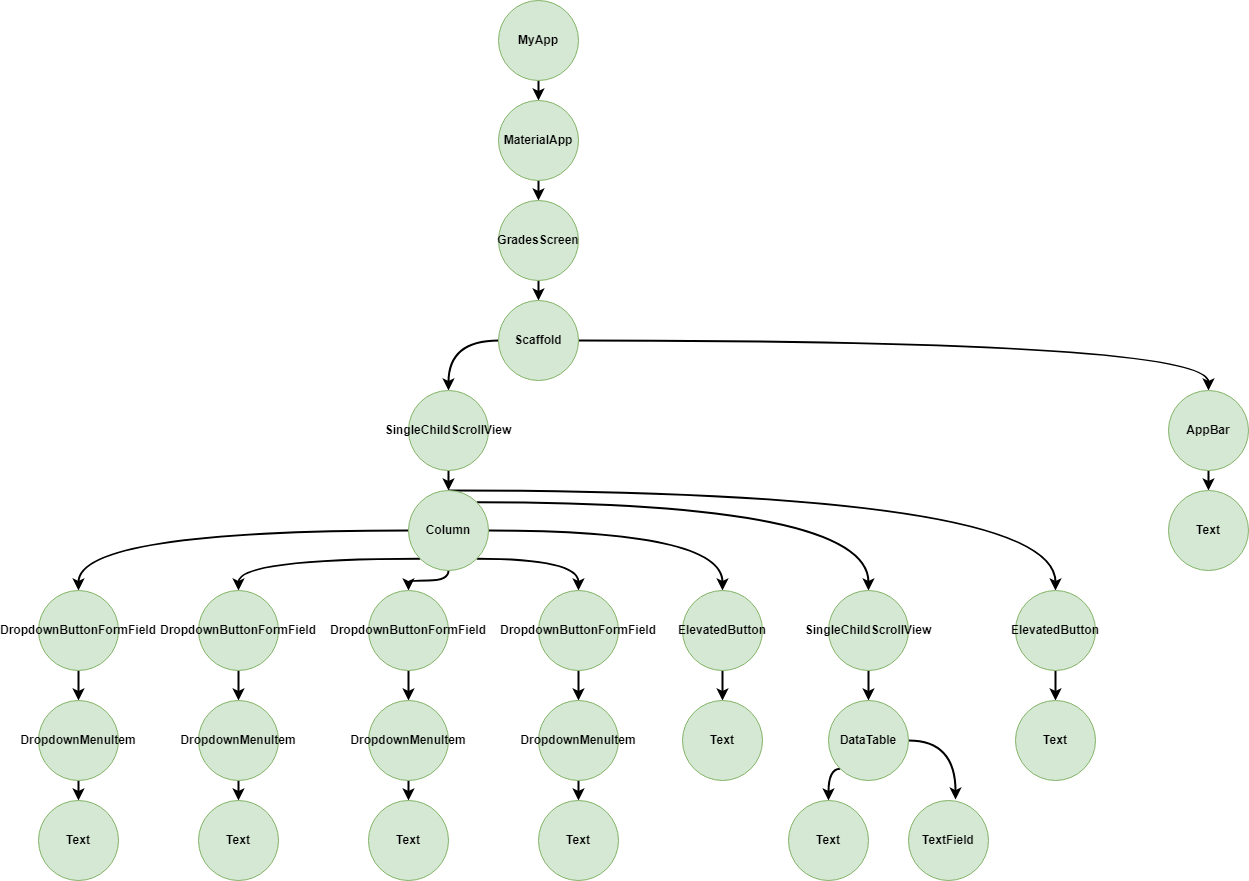 MyApp
MaterialApp
GradesScreen
Scaffold
SingleChildScrollView
AppBar
Column
Text
DropdownButtonFormField
DropdownButtonFormField
DropdownButtonFormField
DropdownButtonFormField
ElevatedButton
SingleChildScrollView
ElevatedButton
DropdownMenuItem
DropdownMenuItem
DropdownMenuItem
DropdownMenuItem
Text
DataTable
Text
Text
Text
Text
Text
Text
TextField